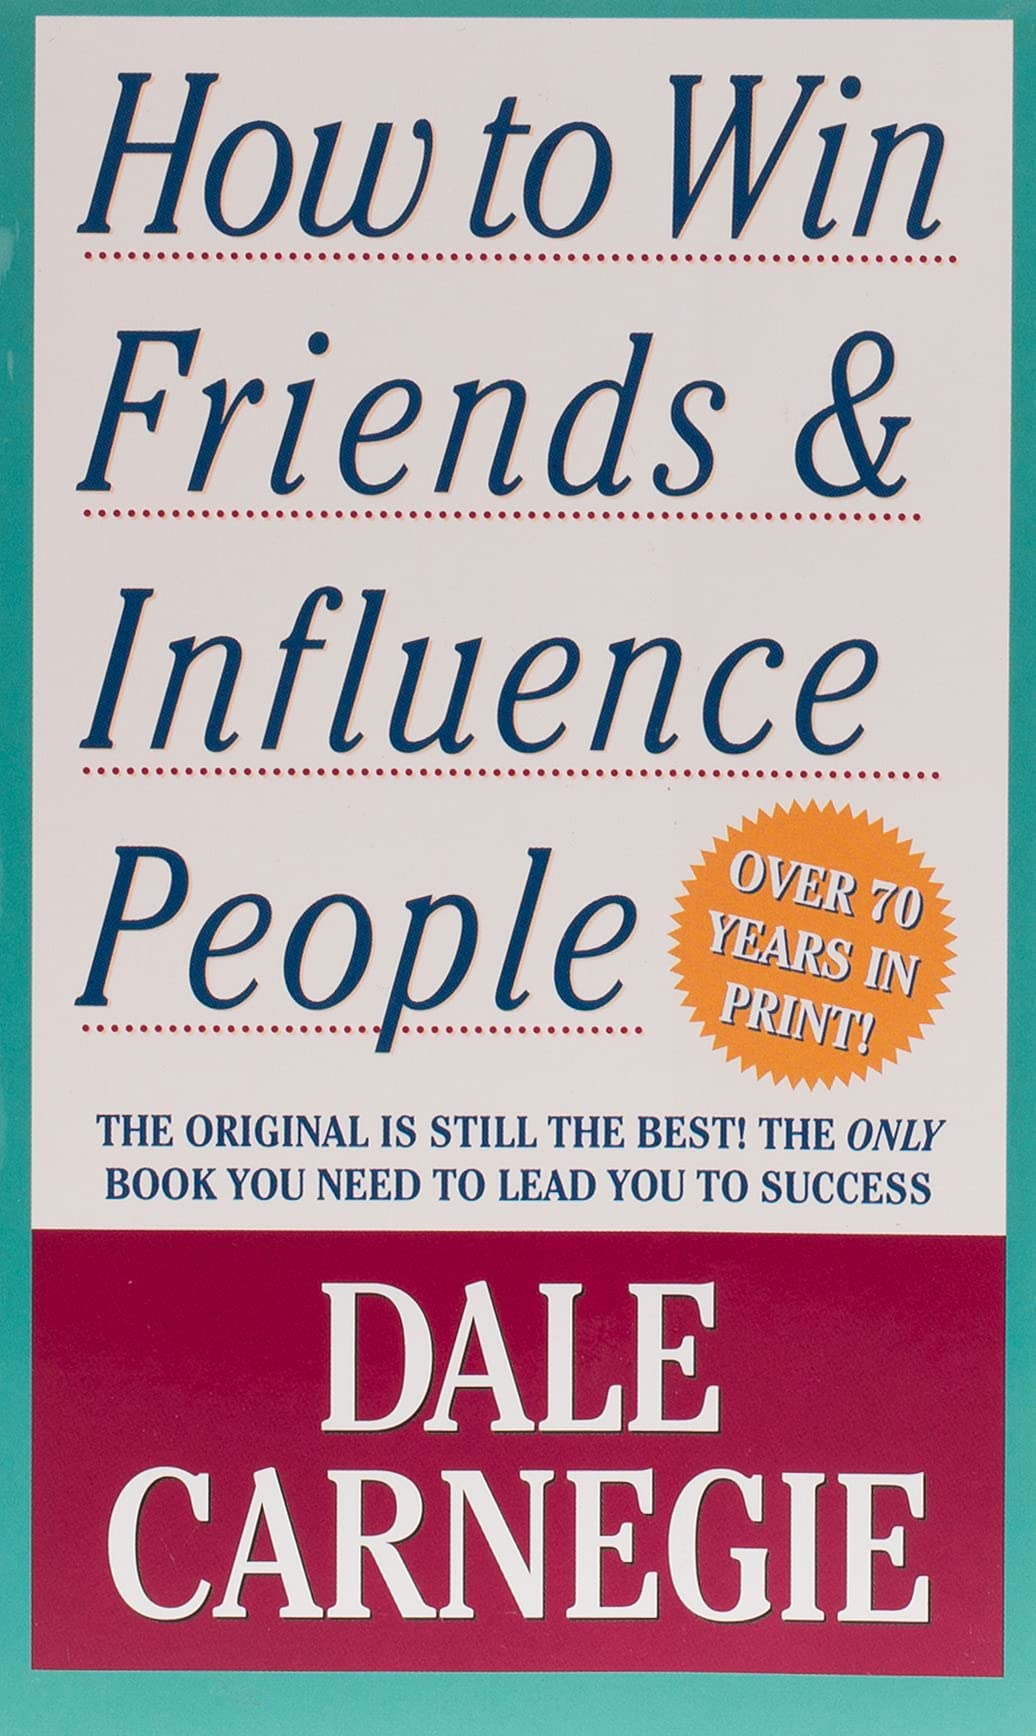 How to Win
Friends &
Influence
People
OVER 70
YEARS IN
PRINT!
THE ORIGINAL IS STILL THE BEST! THE ONLY
BOOK YOU NEED TO LEAD YOU TO SUCCESS
DALE
CARNEGIE